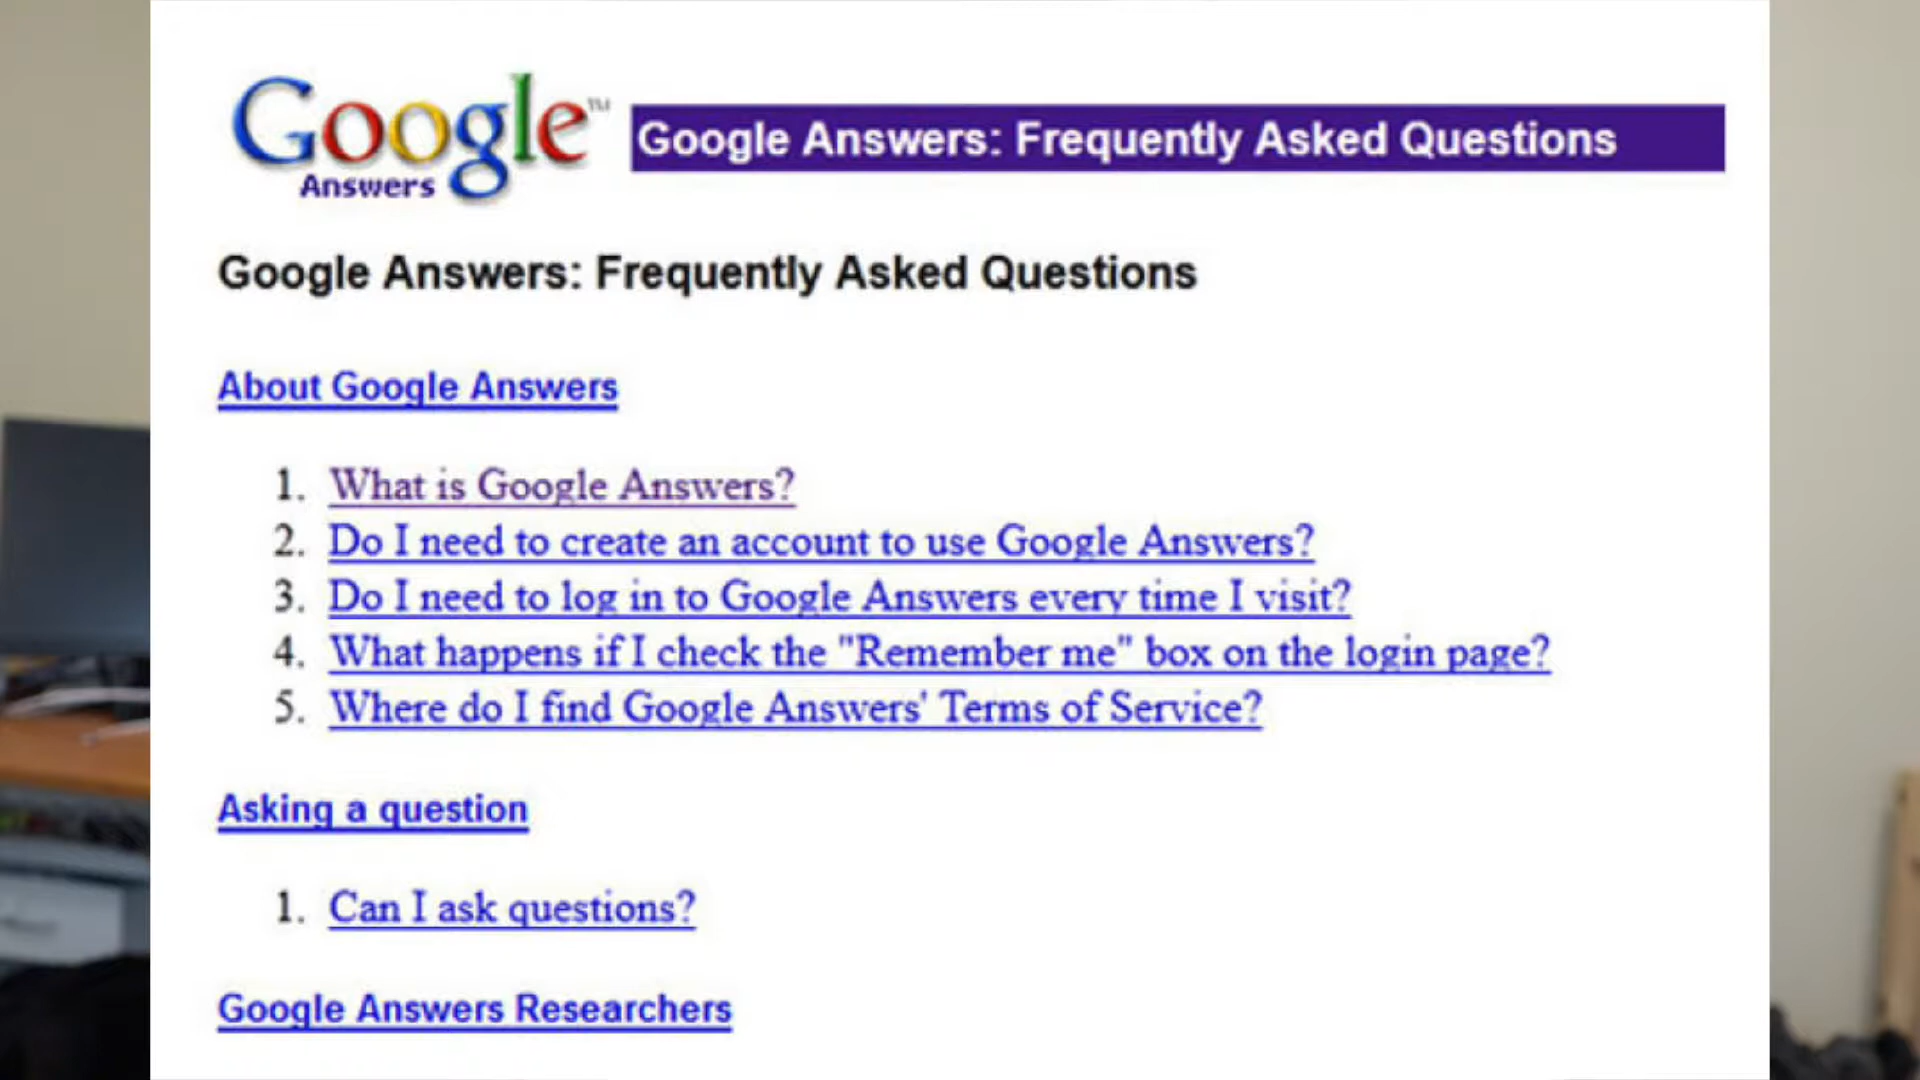 Google™
Answers
Google Answers: Frequently Asked Questions
Google Answers: Frequently Asked Questions
About Google Answers
1. What is Google Answers?
2. Do I need to create an account to use Google Answers?
3. Do I need to log in to Google Answers every time I visit?
4. What happens if I check the "Remember me" box on the login page?
5. Where do I find Google Answers' Terms of Service?
Asking a question
1. Can I ask questions?
Google Answers Researchers